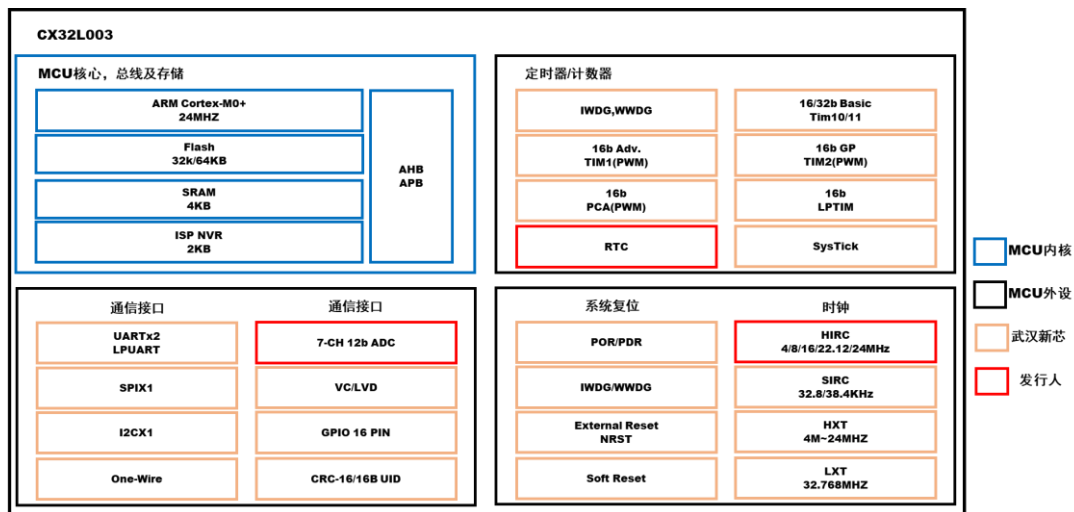 CX32L003
MCU核心，总线及存储
ARM Cortex-M0+
24MHZ
Flash
32k/64KB
SRAM
4KB
ISP NVR
2KB
AHB
APB
定时器/计数器
IWDG,WWDG
16/32b Basic
Tim10/11
16b Adv.
TIM1(PWM)
16b GP
TIM2(PWM)
16b
PCA(PWM)
16b
LPTIM
RTC
SysTick
通信接口
通信接口
UARTx2
LPUART
7-CH 12b ADC
SPIX1
VC/LVD
I2CX1
GPIO 16 PIN
One-Wire
CRC-16/16B UID
系统复位
时钟
POR/PDR
HIRC
4/8/16/22.12/24MHz
IWDG/WWDG
SIRC
32.8/38.4KHz
External Reset
NRST
HXT
4M~24MHZ
Soft Reset
LXT
32.768MHZ
MCU内核
MCU外设
武汉新芯
发行人